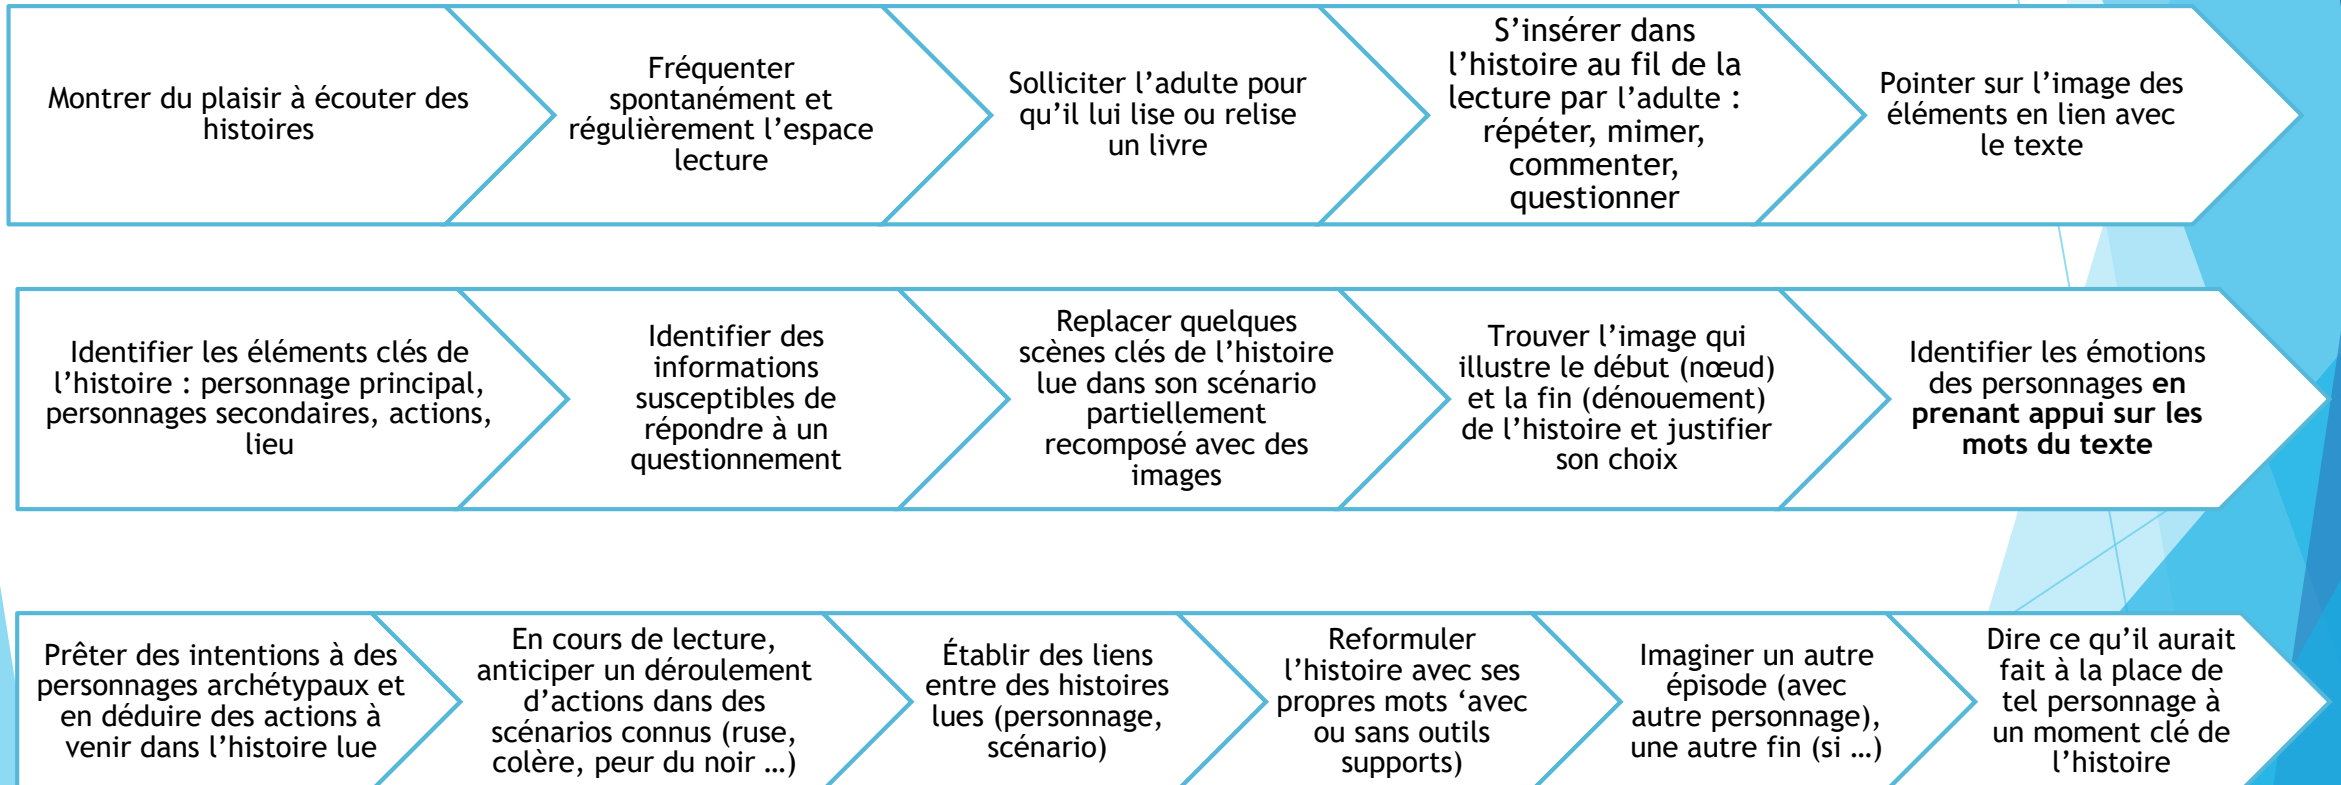 Montrer du plaisir à écouter des
histoires
Fréquenter
spontanément et
régulièrement l’espace
lecture
Solliciter l’adulte pour
qu’il lui lise ou relise
un livre
S’insérer dans
l’histoire au fil de la
lecture par l’adulte :
répéter, mimer,
commenter,
questionner
Pointer sur l’image des
éléments en lien avec
le texte
Identifier les éléments clés de
l’histoire : personnage principal,
personnages secondaires, actions,
lieu
Identifier des
informations
susceptibles de
répondre à un
questionnement
Replacer quelques
scènes clés de l’histoire
lue dans son scénario
partiellement
recomposé avec des
images
Trouver l’image qui
illustre le début (nœud)
et la fin (dénouement)
de l’histoire et justifier
son choix
Identifier les émotions
des personnages en
prenant appui sur les
mots du texte
Prêter des intentions à des
personnages archétypaux et
en déduire des actions à
venir dans l’histoire lue
En cours de lecture,
anticiper un déroulement
d’actions dans des
scénarios connus (ruse,
colère, peur du noir …)
Établir des liens
entre des histoires
lues (personnage,
scénario)
Reformuler
l’histoire avec ses
propres mots ‘avec
ou sans outils
supports)
Imaginer un autre
épisode (avec
autre personnage),
une autre fin (si …)
Dire ce qu’il aurait
fait à la place de
tel personnage à
un moment clé de
l’histoire